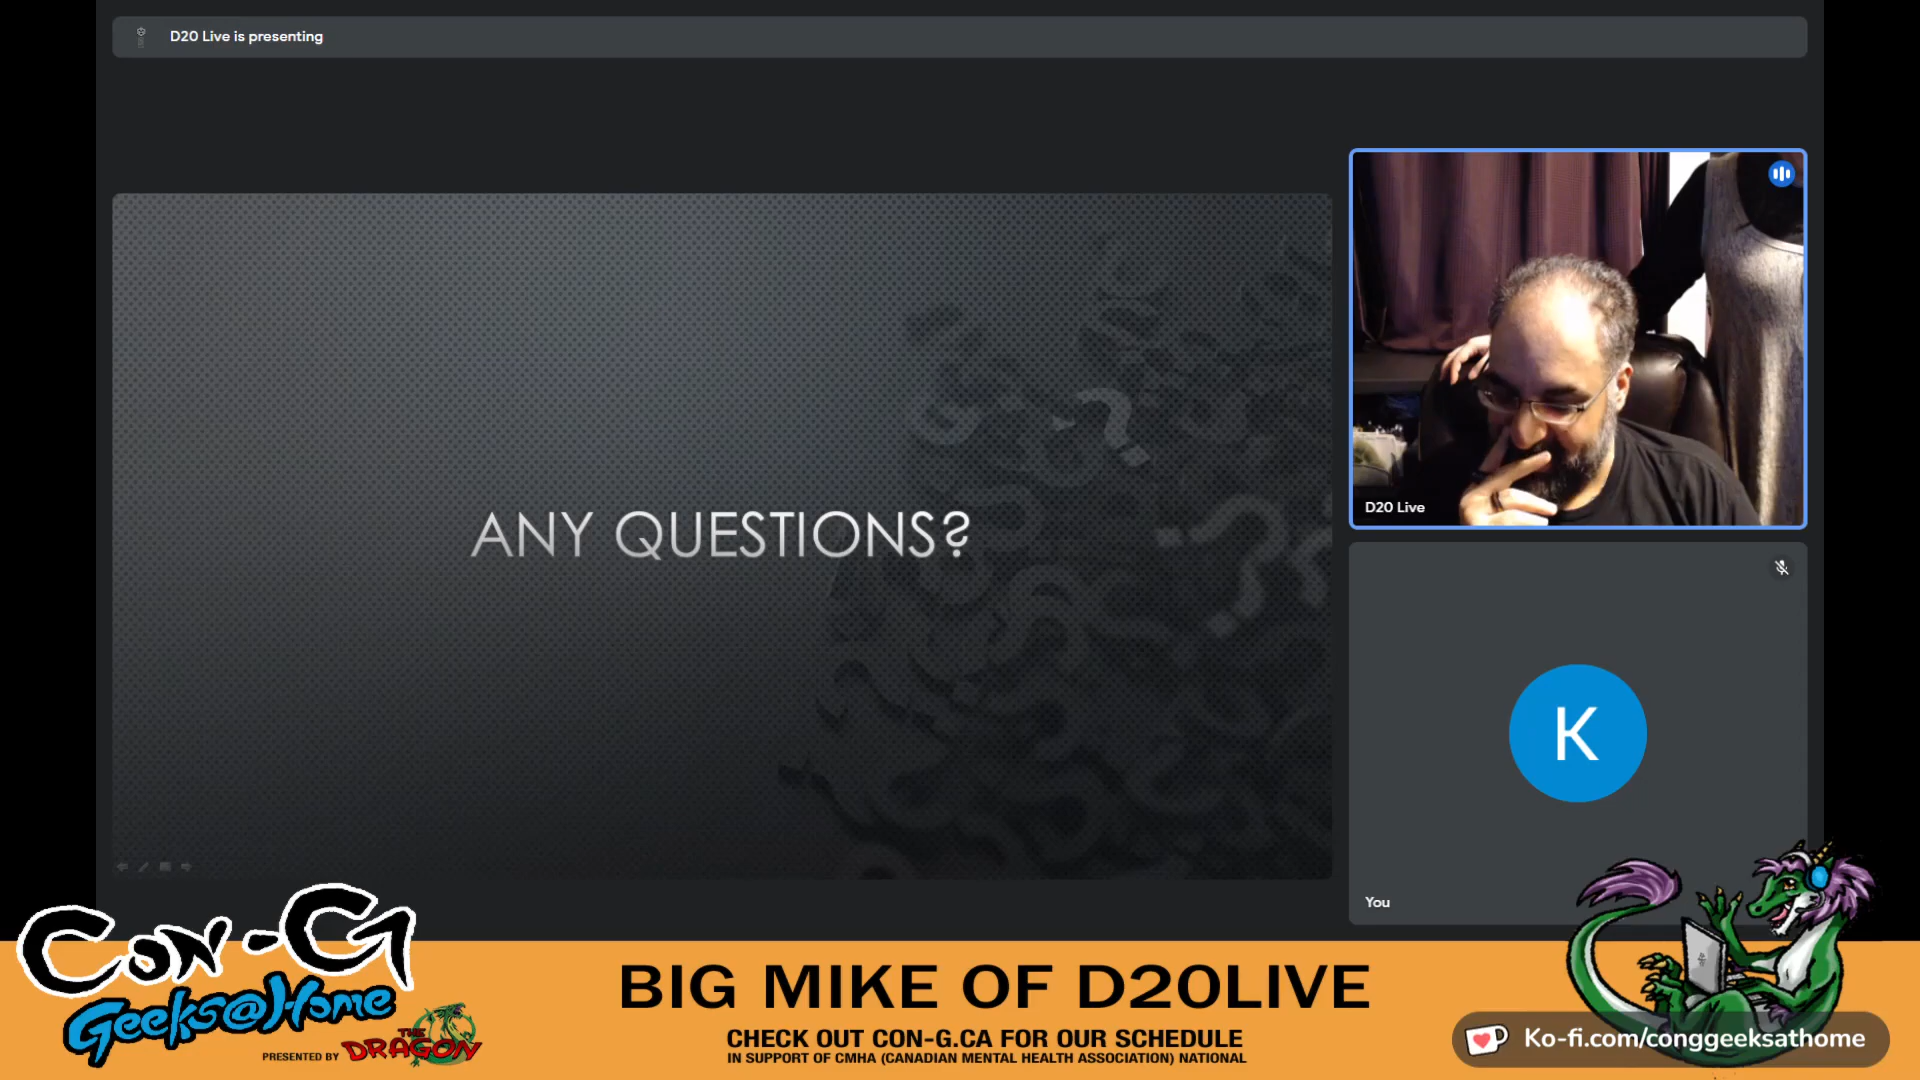 D20 Live is presenting
ANY QUESTIONS?
D20 Live
K
You
CON-G
Geeks@Home
PRESENTED BY THE DRAGON
BIG MIKE OF D20LIVE
CHECK OUT CON-G.CA FOR OUR SCHEDULE
IN SUPPORT OF CMHA (CANADIAN MENTAL HEALTH ASSOCIATION) NATIONAL
Ko-fi.com/conggeeksathome